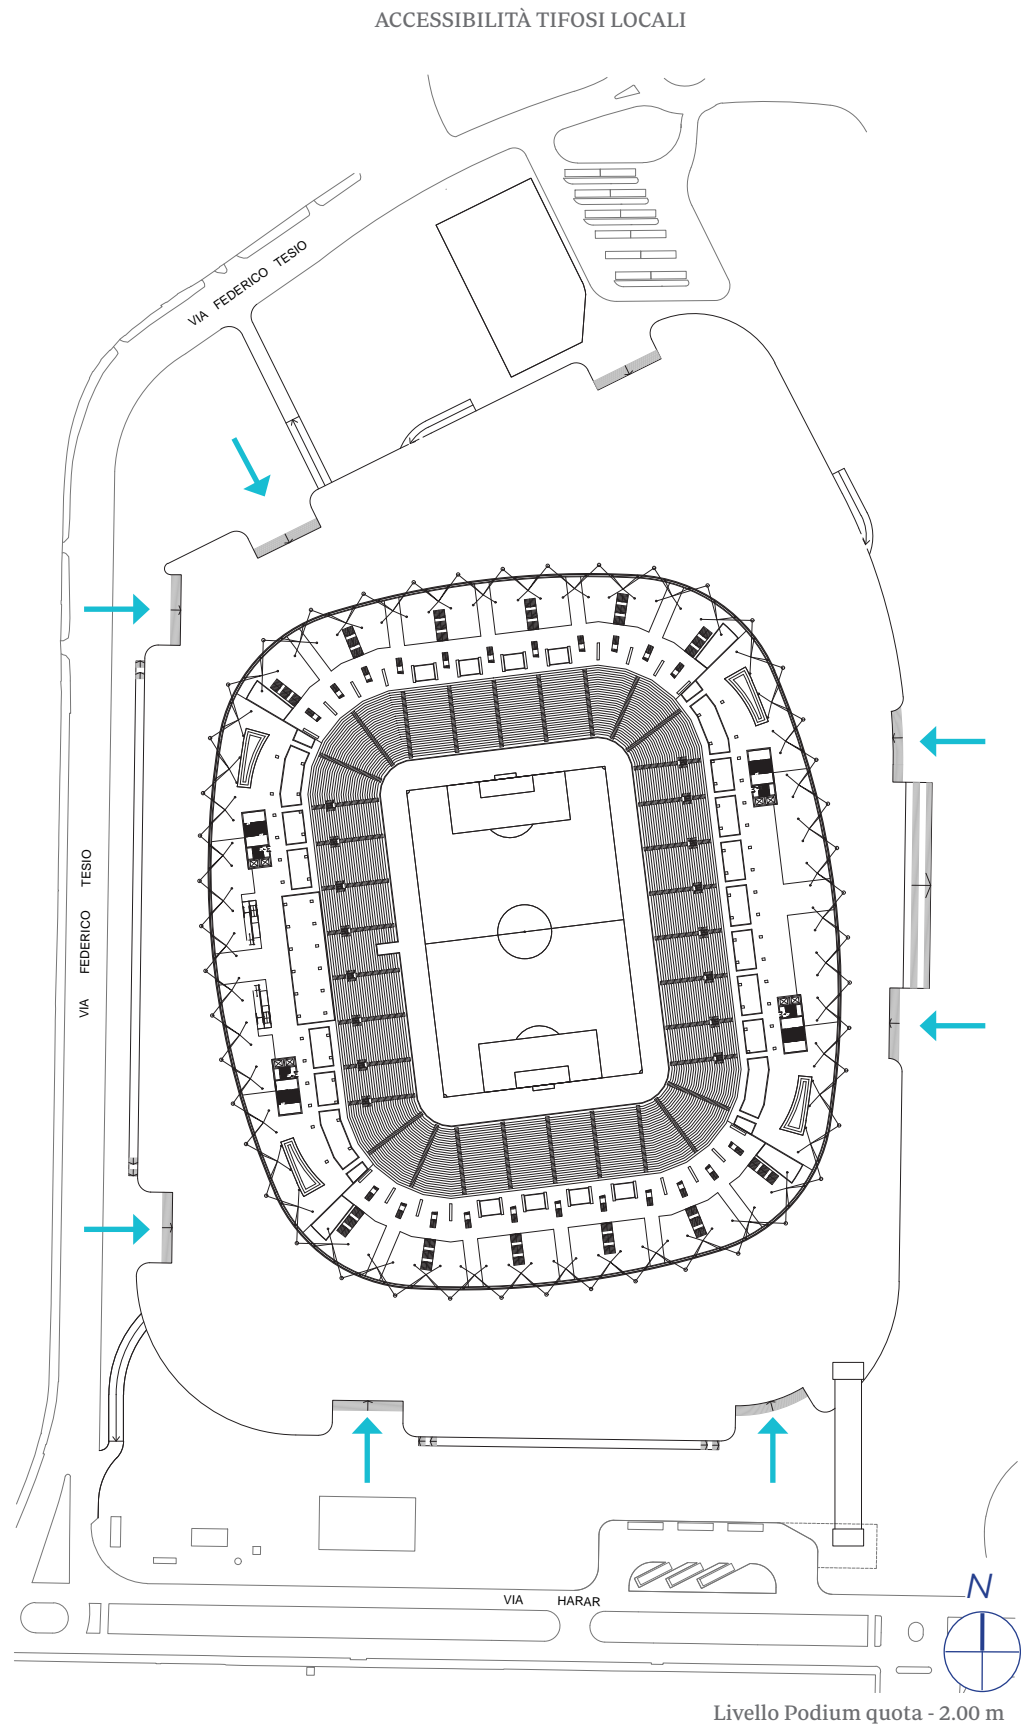 ACCESSIBILITÀ TIFOSI LOCALI
VIA FEDERICO TESIO
VIA FEDERICO TESIO
VIA HARAR
N
Livello Podium quota - 2.00 m